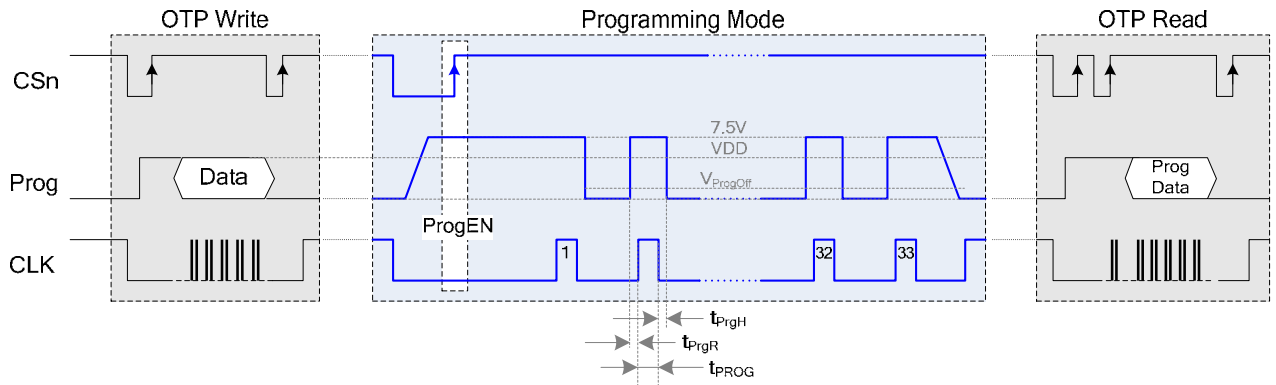 OTP Write
Programming Mode
OTP Read
CSn
7.5V
VDD
Prog
Data
VProgOff
Prog
Data
ProgEN
CLK
1
32
33
tPrgH
tPrgR
tPROG